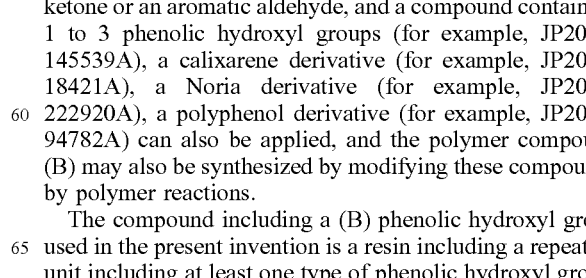 ketone or an aromatic aldehyde, and a compound contain
1 to 3 phenolic hydroxyl groups (for example, JP20
145539A), a calixarene derivative (for example, JP20
18421A), a Noria derivative (for example, JP20
60 222920A), a polyphenol derivative (for example, JP20
94782A) can also be applied, and the polymer compou
(B) may also be synthesized by modifying these compou
by polymer reactions.
The compound including a (B) phenolic hydroxyl gro
65 used in the present invention is a resin including a repeat
unit including at least one type of phenolic hydroxyl gro